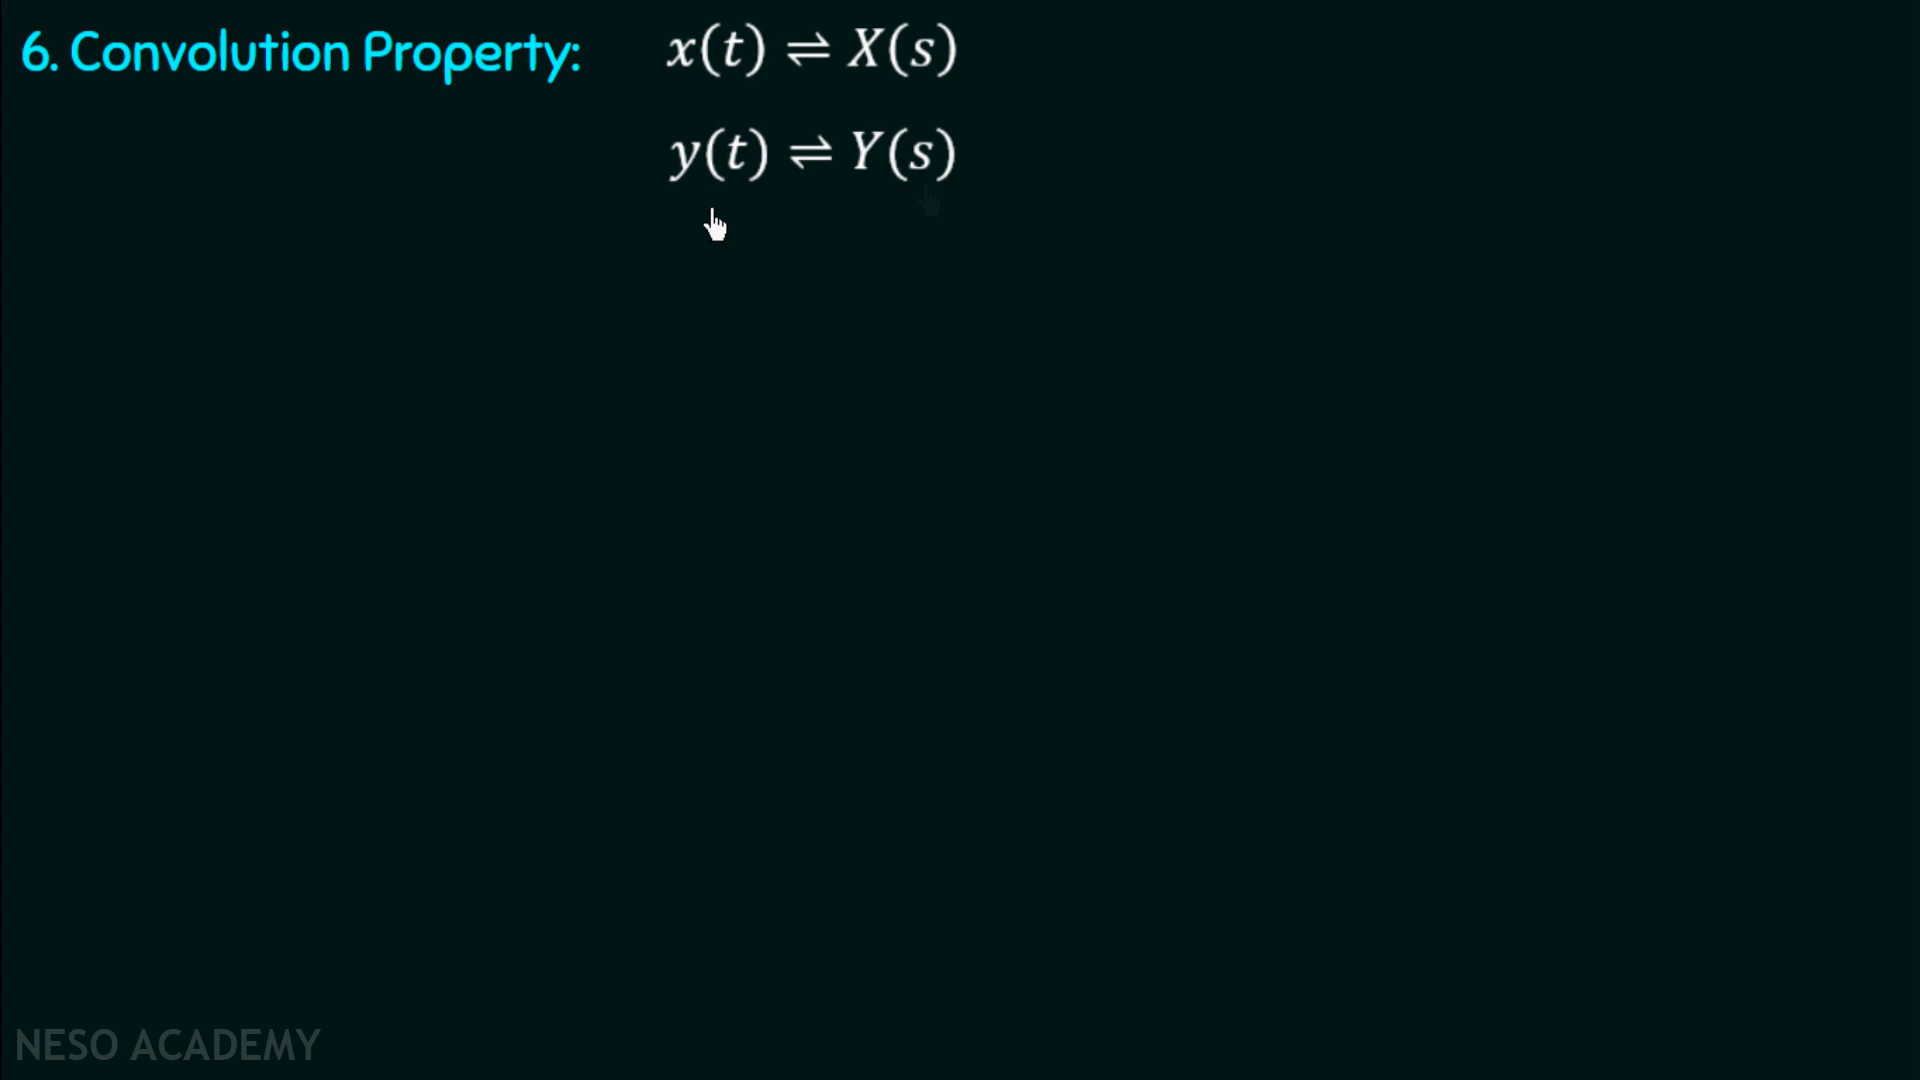 6. Convolution Property: x(t) ⇌ X(s)
y(t) ⇌ Y(s)
NESO ACADEMY